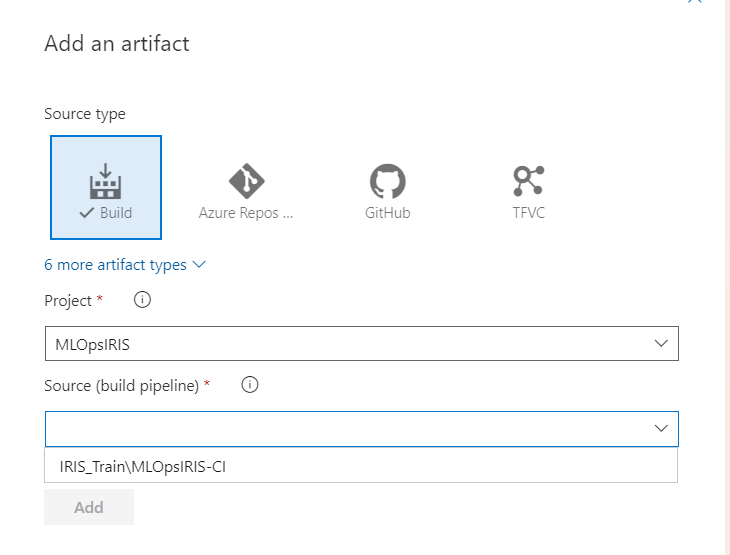 Add an artifact
Source type
Build
Azure Repos ...
GitHub
TFVC
6 more artifact types
Project *
MLOpsIRIS
Source (build pipeline) *
IRIS_Train\MLOpsIRIS-CI
Add